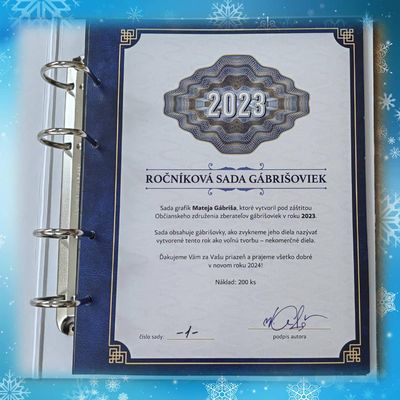 2023
ROČNÍKOVÁ SADA GÁBRIŠOVIEK
Sada grafík Mateja Gábriša, ktoré vytvoril pod záštitou
Občianskeho združenia zberateľov gábrišoviek v roku 2023.
Sada obsahuje gábrišovky, ako zvykneme jeho diela nazývať
vytvorené tento rok ako voľnú tvorbu – nekomerčné diela.
Ďakujeme Vám za Vašu priazeň a prajeme všetko dobré
v novom roku 2024!
Náklad: 200 ks
číslo sady: -1-
podpis autora